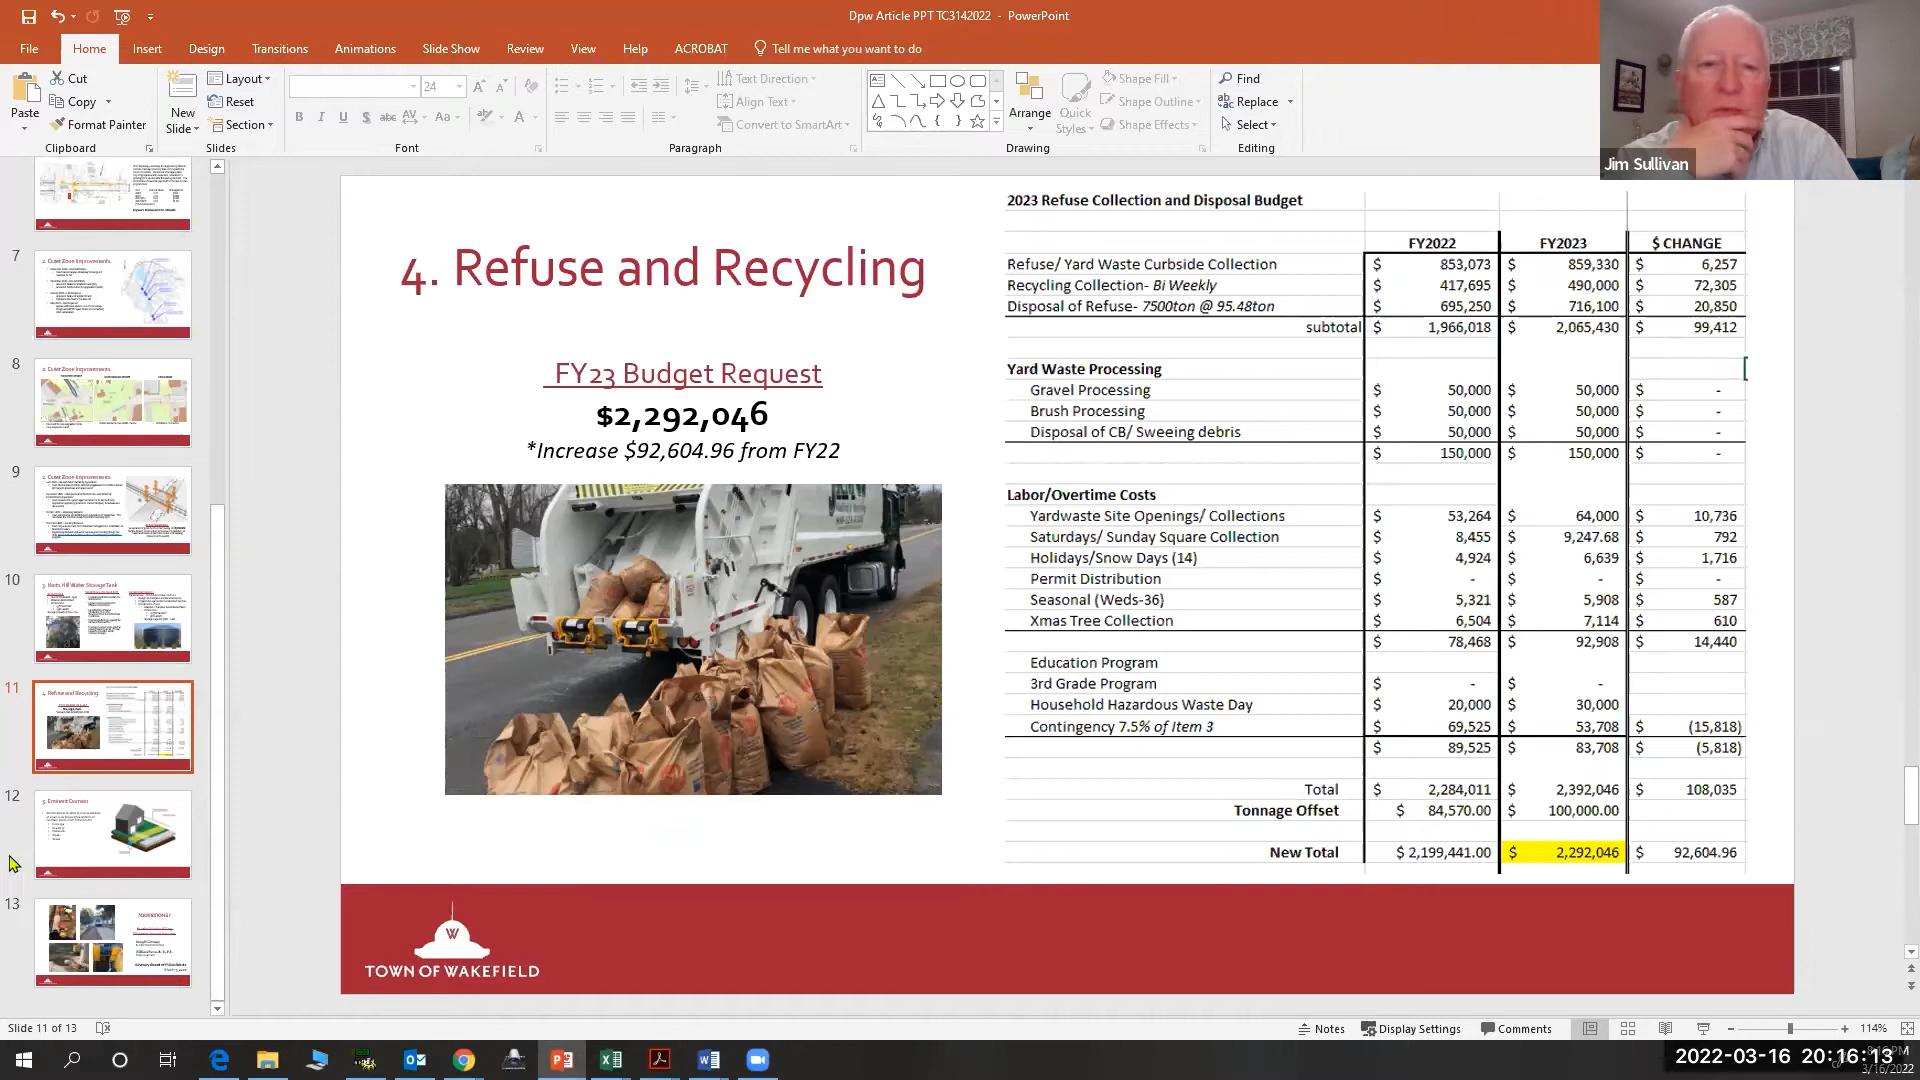 Dpw Article PPT TC3142022 - PowerPoint
File Home Insert Design Transitions Animations Slide Show Review View Help ACROBAT Tell me what you want to do
Paste
Cut
Copy
Format Painter
Clipboard
New Slide
Layout
Reset
Section
Slides
24
Font
Text Direction
Align Text
Convert to SmartArt
Paragraph
Arrange
Quick Styles
Shape Fill
Shape Outline
Shape Effects
Drawing
Find
Replace
Select
Editing
Jim Sullivan
7
8
9
10
11
12
13
4. Refuse and Recycling
FY23 Budget Request
$2,292,046
*Increase $92,604.96 from FY22
2023 Refuse Collection and Disposal Budget
FY2022 FY2023 $ CHANGE
Refuse/ Yard Waste Curbside Collection $ 853,073 $ 859,330 $ 6,257
Recycling Collection- Bi Weekly $ 417,695 $ 490,000 $ 72,305
Disposal of Refuse- 7500ton @ 95.48ton $ 695,250 $ 716,100 $ 20,850
subtotal $ 1,966,018 $ 2,065,430 $ 99,412
Yard Waste Processing
Gravel Processing $ 50,000 $ 50,000 $ -
Brush Processing $ 50,000 $ 50,000 $ -
Disposal of CB/ Sweeing debris $ 50,000 $ 50,000 $ -
$ 150,000 $ 150,000 $ -
Labor/Overtime Costs
Yardwaste Site Openings/ Collections $ 53,264 $ 64,000 $ 10,736
Saturdays/ Sunday Square Collection $ 8,455 $ 9,247.68 $ 792
Holidays/Snow Days (14) $ 4,924 $ 6,639 $ 1,716
Permit Distribution $ - $ - $ -
Seasonal (Weds-36) $ 5,321 $ 5,908 $ 587
Xmas Tree Collection $ 6,504 $ 7,114 $ 610
$ 78,468 $ 92,908 $ 14,440
Education Program
3rd Grade Program $ - $ -
Household Hazardous Waste Day 20,000 $ 30,000
Contingency 7.5% of Item 3 $ 69,525 $ 53,708 $ (15,818)
$ 89,525 $ 83,708 $ (5,818)
Total $ 2,284,011 $ 2,392,046 $ 108,035
Tonnage Offset $ 84,570.00 $ 100,000.00
New Total $ 2,199,441.00 $ 2,292,046 $ 92,604.96
W
TOWN OF WAKEFIELD
Slide 11 of 13
Notes
Display Settings
Comments
114%
2022-03-16 20:16:13
3/16/2022